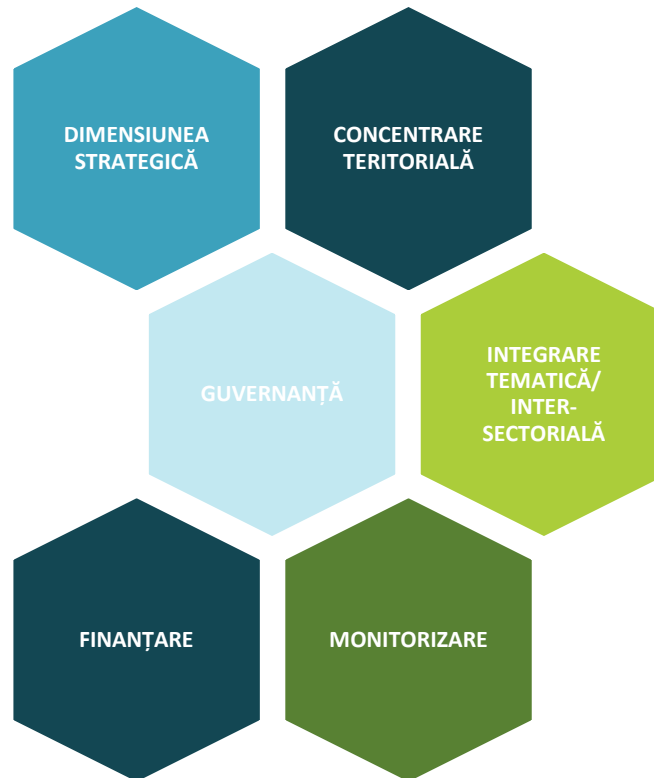 DIMENSIUNEA
STRATEGICĂ
CONCENTRARE
TERITORIALĂ
GUVERNANȚĂ
INTEGRARE
TEMATICĂ/
INTER-
SECTORIALĂ
FINANȚARE
MONITORIZARE